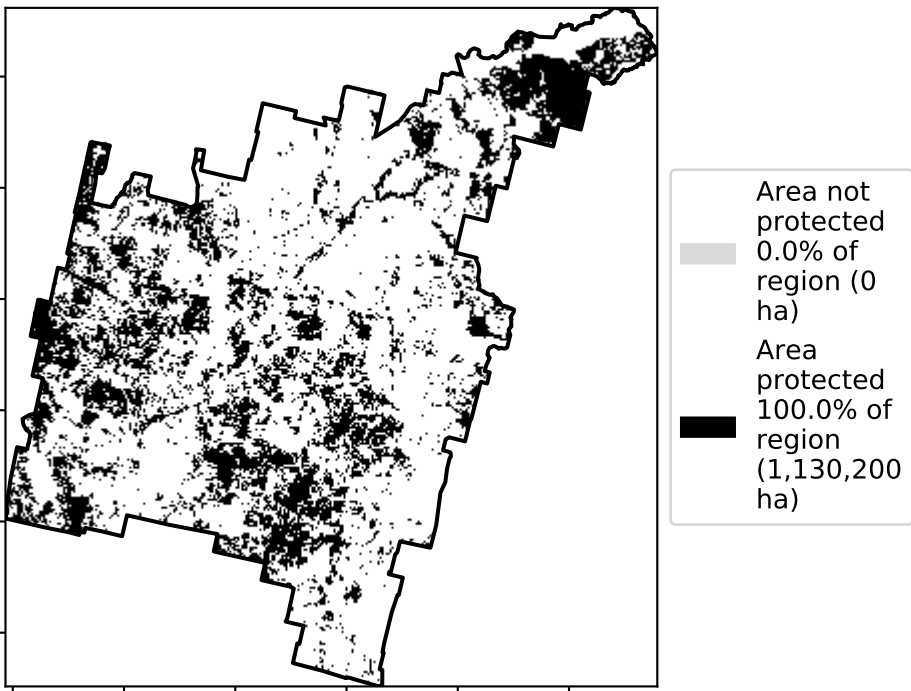 Area not
protected
0.0% of
region (0
ha)
Area
protected
100.0% of
region
(1,130,200
ha)